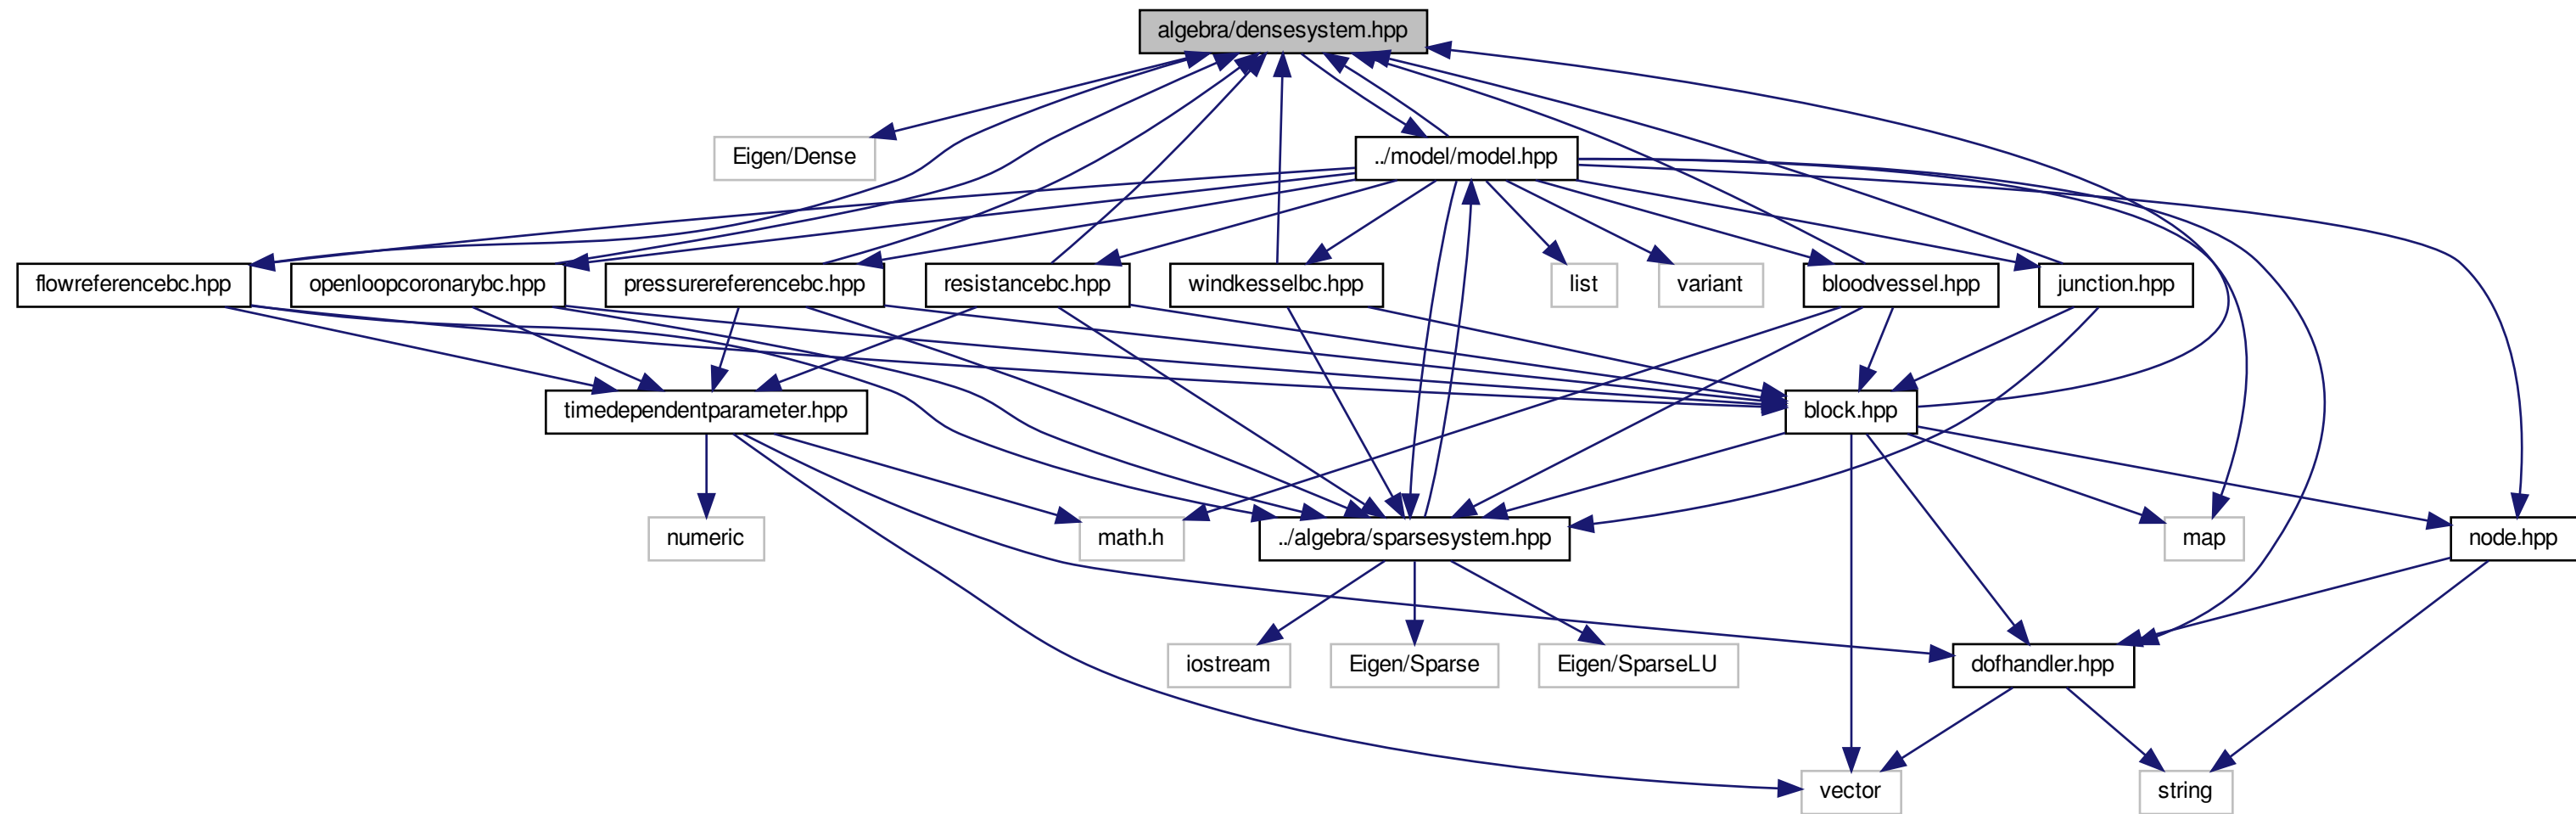 algebra/densesystem.hpp
Eigen/Dense
../model/model.hpp
flowreferencebc.hpp
openloopcoronarybc.hpp
pressurereferencebc.hpp
resistancebc.hpp
windkesselbc.hpp
list
variant
bloodvessel.hpp
junction.hpp
timedependentparameter.hpp
block.hpp
numeric
math.h
../algebra/sparsesystem.hpp
map
node.hpp
iostream
Eigen/Sparse
Eigen/SparseLU
dofhandler.hpp
vector
string